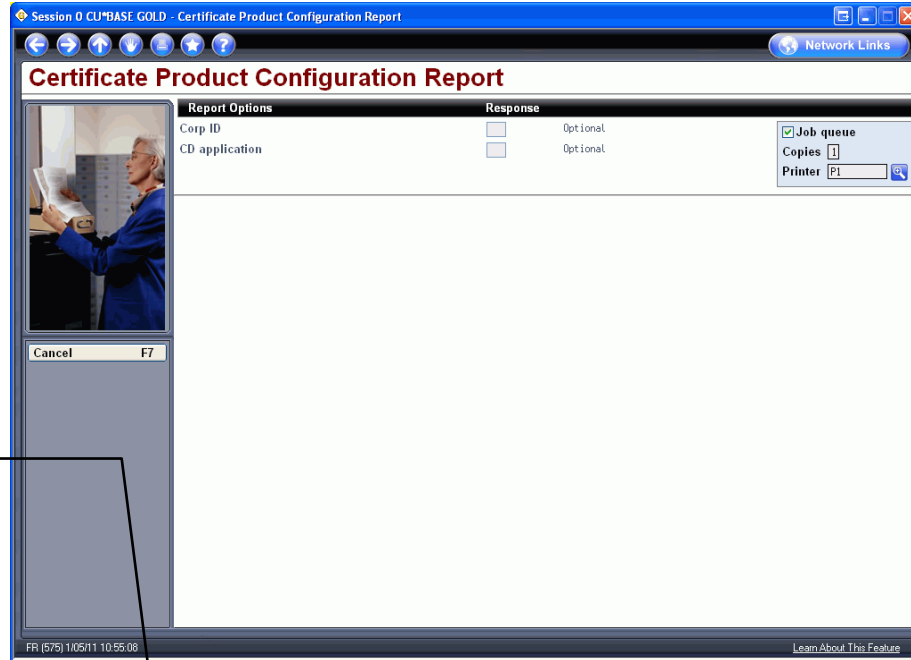 Session 0 CU*BASE GOLD - Certificate Product Configuration Report
Network Links
Certificate Product Configuration Report
Report Options Response
Corp ID Optional
CD application Optional
Job queue
Copies 1
Printer P1
Cancel F7
FR (575) 1/05/11 10:55:08
Learn About This Feature